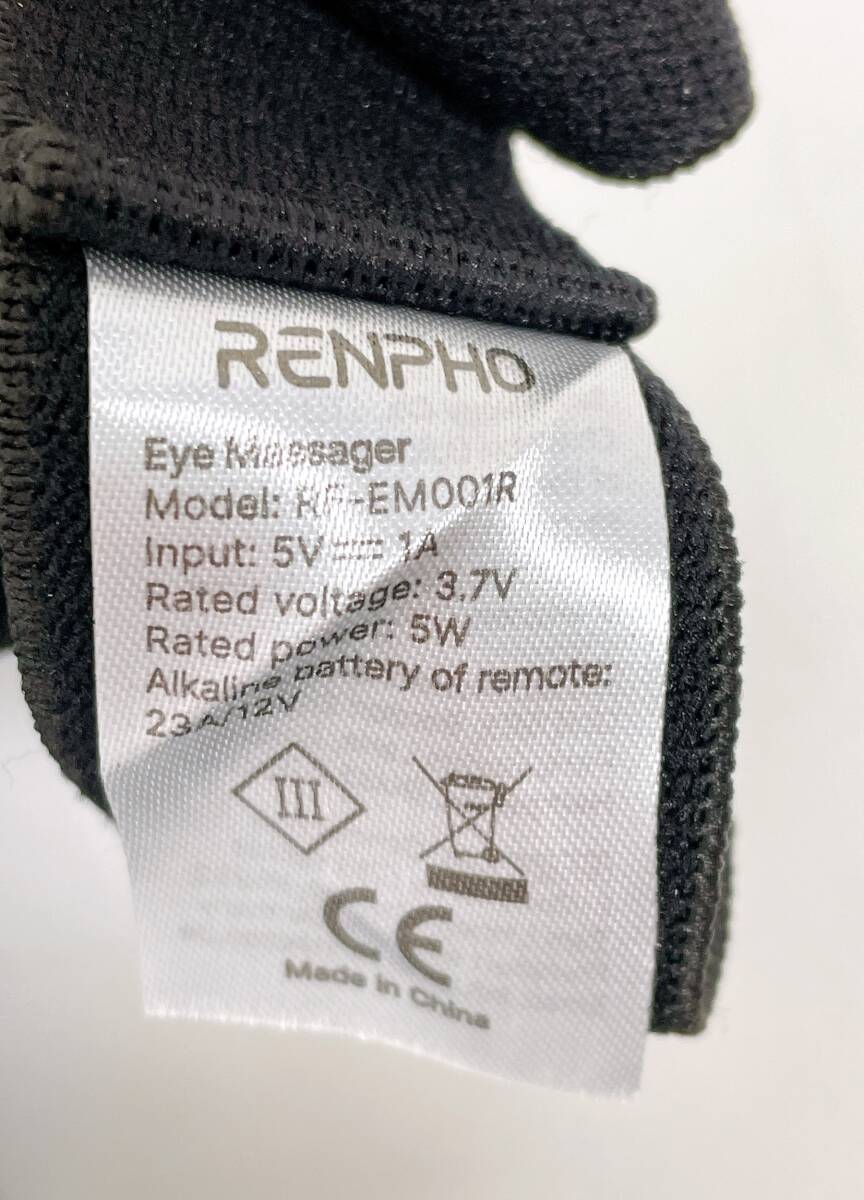 RENPHO
Eye Massager
Model: RF-EM001R
Input: 5V⎓1A
Rated voltage: 3.7V
Rated power: 5W
Alkaline battery of remote:
23A/12V
III
CE
Made in China